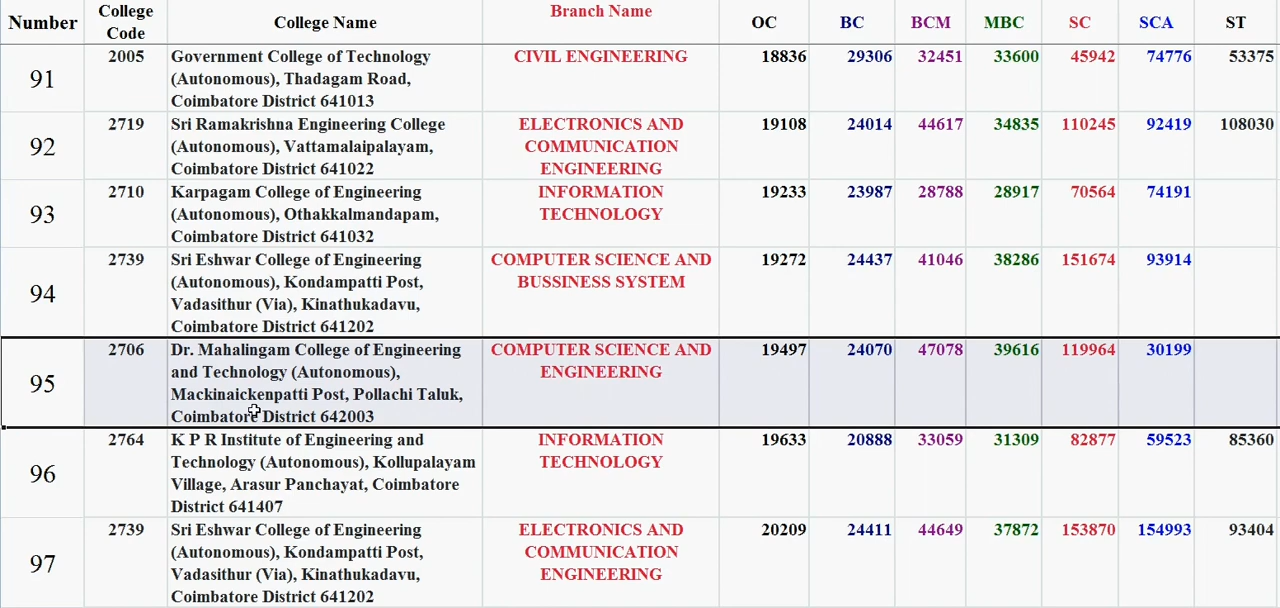 Number College Code College Name Branch Name OC BC BCM MBC SC SCA ST
91 2005 Government College of Technology CIVIL ENGINEERING 18836 29306 32451 33600 45942 74776 53375
(Autonomous), Thadagam Road,
Coimbatore District 641013
92 2719 Sri Ramakrishna Engineering College ELECTRONICS AND 19108 24014 44617 34835 110245 92419 108030
(Autonomous), Vattamalaipalayam, COMMUNICATION
Coimbatore District 641022 ENGINEERING
93 2710 Karpagam College of Engineering INFORMATION 19233 23987 28788 28917 70564 74191
(Autonomous), Othakkalmandapam, TECHNOLOGY
Coimbatore District 641032
94 2739 Sri Eshwar College of Engineering COMPUTER SCIENCE AND 19272 24437 41046 38286 151674 93914
(Autonomous), Kondampatti Post, BUSSINESS SYSTEM
Vadasithur (Via), Kinathukadavu,
Coimbatore District 641202
95 2706 Dr. Mahalingam College of Engineering COMPUTER SCIENCE AND 19497 24070 47078 39616 119964 30199
and Technology (Autonomous), ENGINEERING
Mackinaickenpatti Post, Pollachi Taluk,
Coimbatore District 642003
96 2764 K P R Institute of Engineering and INFORMATION 19633 20888 33059 31309 82877 59523 85360
Technology (Autonomous), Kollupalayam TECHNOLOGY
Village, Arasur Panchayat, Coimbatore
District 641407
97 2739 Sri Eshwar College of Engineering ELECTRONICS AND 20209 24411 44649 37872 153870 154993 93404
(Autonomous), Kondampatti Post, COMMUNICATION
Vadasithur (Via), Kinathukadavu, ENGINEERING
Coimbatore District 641202